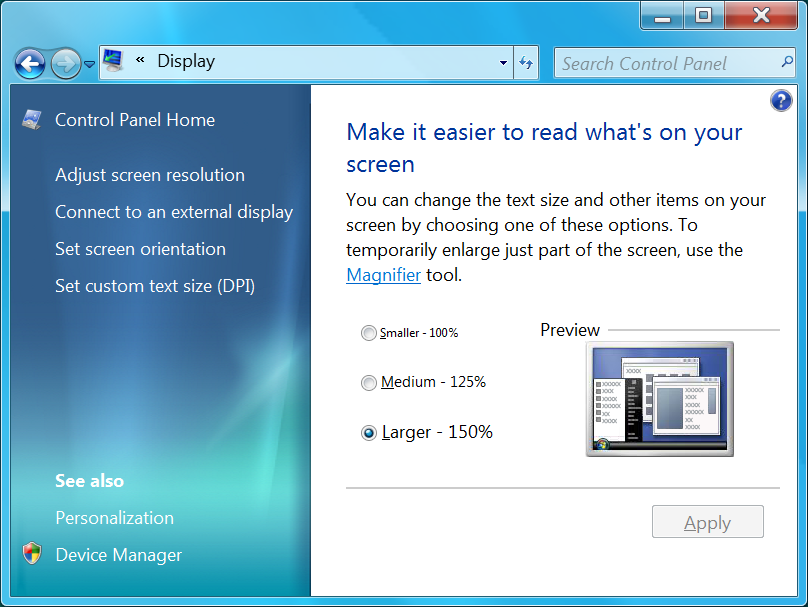 « Display
Search Control Panel
Control Panel Home
Adjust screen resolution
Connect to an external display
Set screen orientation
Set custom text size (DPI)
See also
Personalization
Device Manager
Make it easier to read what's on your
screen
You can change the text size and other items on your
screen by choosing one of these options. To
temporarily enlarge just part of the screen, use the
Magnifier tool.
Smaller - 100%
Medium - 125%
Larger - 150%
Preview
Apply